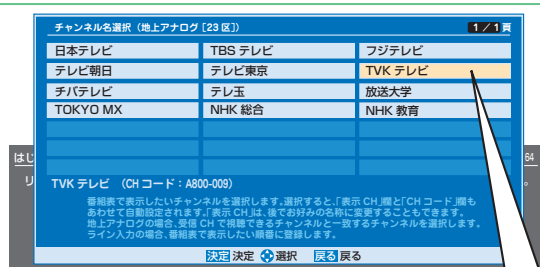 チャンネル名選択（地上アナログ［23 区］）
1／1頁
日本テレビ TBS テレビ フジテレビ
テレビ朝日 テレビ東京 TVK テレビ
チバテレビ テレ玉 放送大学
TOKYO MX NHK 総合 NHK 教育
はじ
64
リ
。
TVK テレビ （CH コード：A800-009）
番組表で表示したいチャンネルを選択します。選択すると、「表示 CH」欄と「CH コード」欄も
あわせて自動設定されます。「表示 CH」は、後でお好みの名称に変更することもできます。
地上アナログの場合、受信 CH で視聴できるチャンネルと一致するチャンネルを選択します。
ライン入力の場合、番組表で表示したい順番に登録します。
決定 決定 選択 戻る 戻る